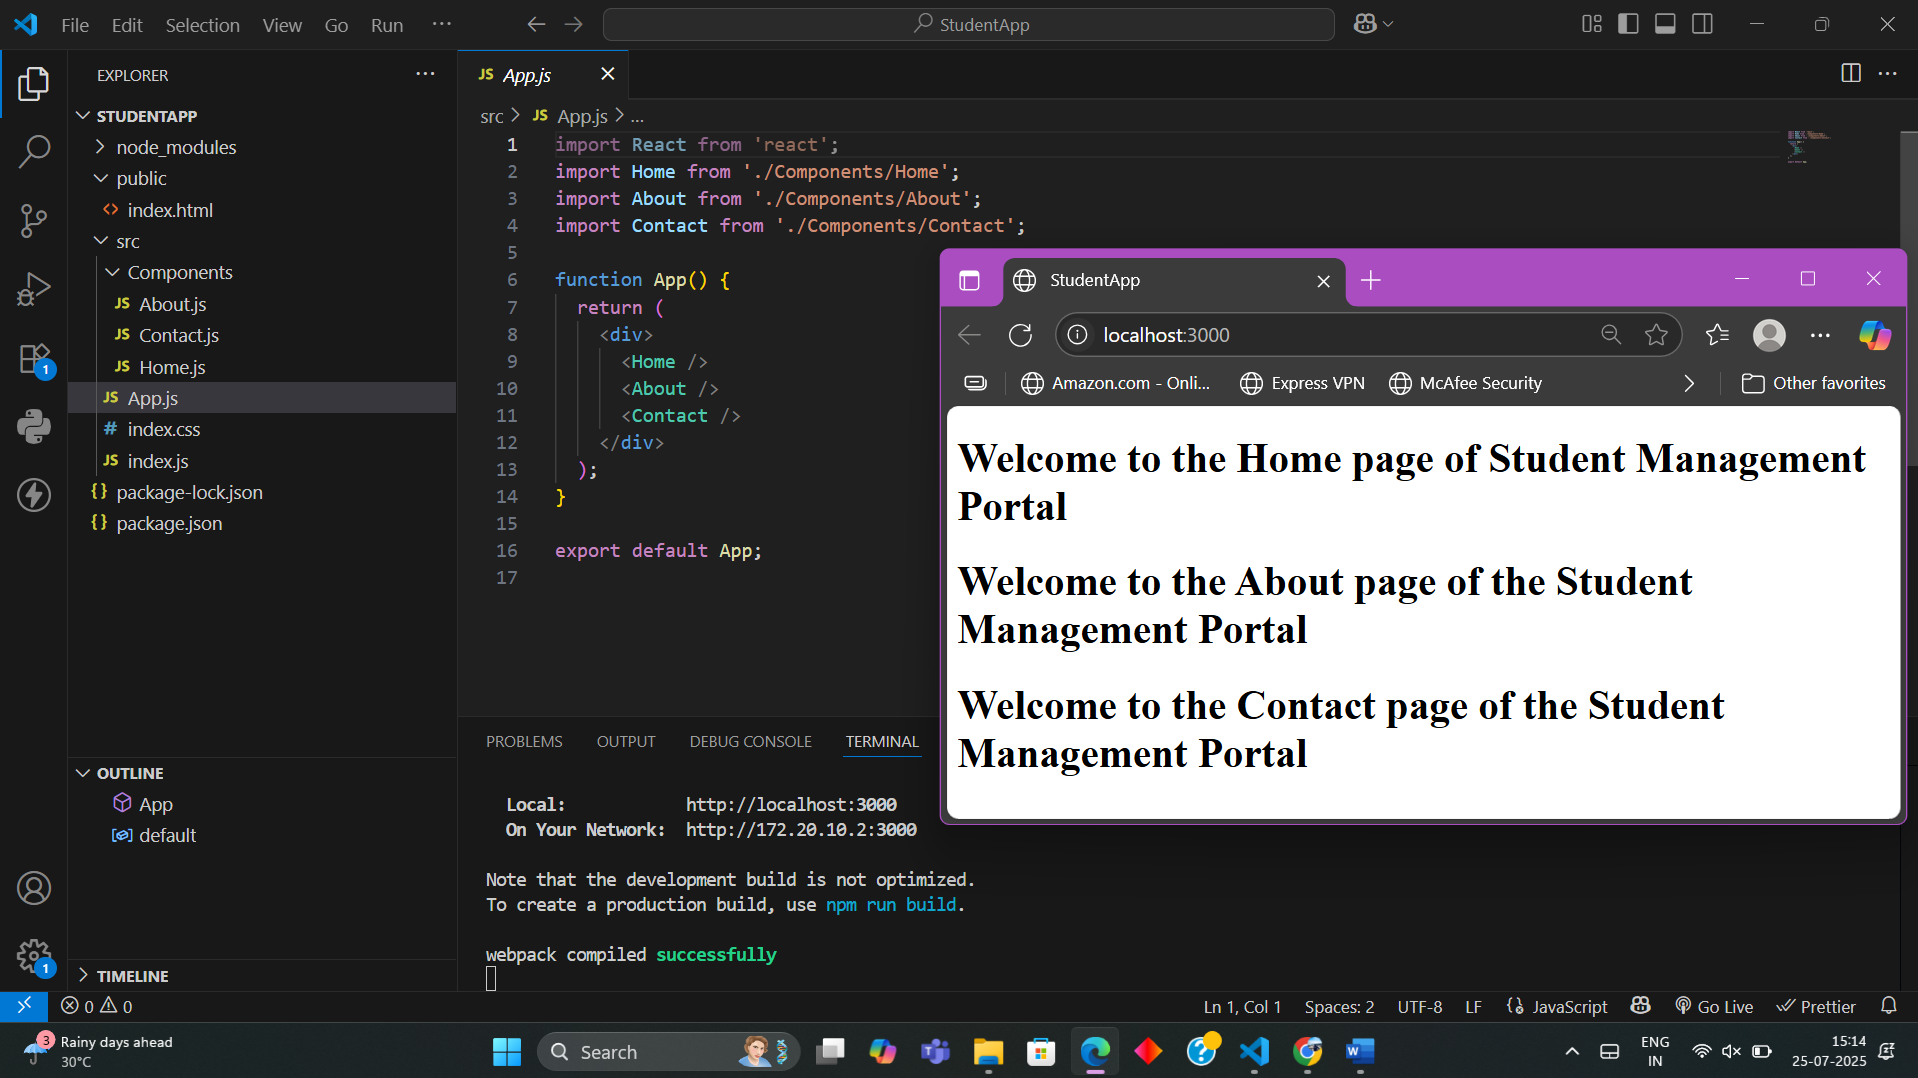 File Edit Selection View Go Run ···
StudentApp
EXPLORER ···
STUDENTAPP
node_modules
public
<> index.html
src
Components
JS About.js
JS Contact.js
JS Home.js
JS App.js
# index.css
JS index.js
{} package-lock.json
{} package.json
OUTLINE
App
default
TIMELINE
JS App.js
src > JS App.js > ...
1 import React from 'react';
2 import Home from './Components/Home';
3 import About from './Components/About';
4 import Contact from './Components/Contact';
5
6 function App() {
7 return (
8 <div>
9 <Home />
10 <About />
11 <Contact />
12 </div>
13 );
14 }
15
16 export default App;
17
StudentApp
localhost:3000
Amazon.com - Onli... Express VPN McAfee Security Other favorites
Welcome to the Home page of Student Management
Portal
Welcome to the About page of the Student
Management Portal
Welcome to the Contact page of the Student
Management Portal
PROBLEMS OUTPUT DEBUG CONSOLE TERMINAL
Local: http://localhost:3000
On Your Network: http://172.20.10.2:3000
Note that the development build is not optimized.
To create a production build, use npm run build.
webpack compiled successfully
1
1
0 0
Ln 1, Col 1 Spaces: 2 UTF-8 LF {} JavaScript Go Live Prettier
3
Rainy days ahead
30°C
Search
ENG
IN
15:14
25-07-2025